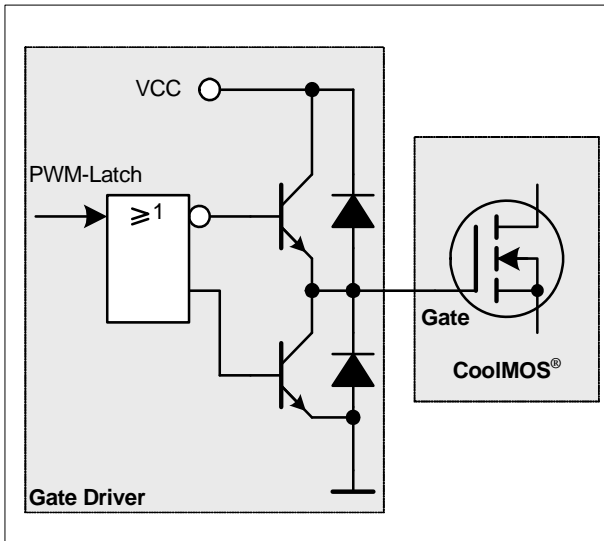 VCC
PWM-Latch
≥1
Gate
CoolMOS®
Gate Driver